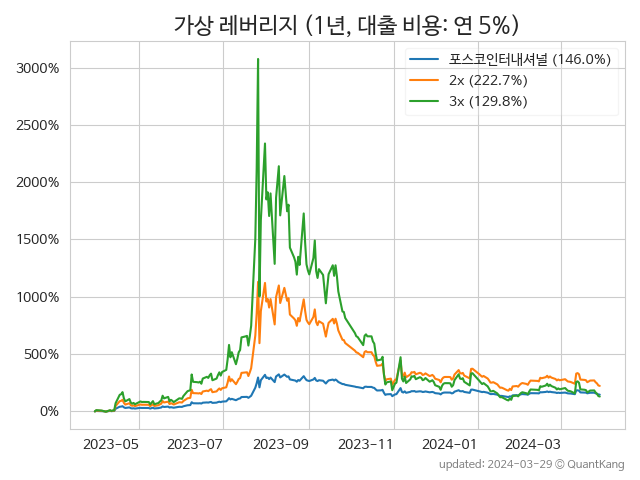 가상 레버리지 (1년, 대출 비용: 연 5%)
포스코인터내셔널 (146.0%)
2x (222.7%)
3x (129.8%)
3000%
2500%
2000%
1500%
1000%
500%
0%
2023-05 2023-07 2023-09 2023-11 2024-01 2024-03
updated: 2024-03-29 © QuantKang